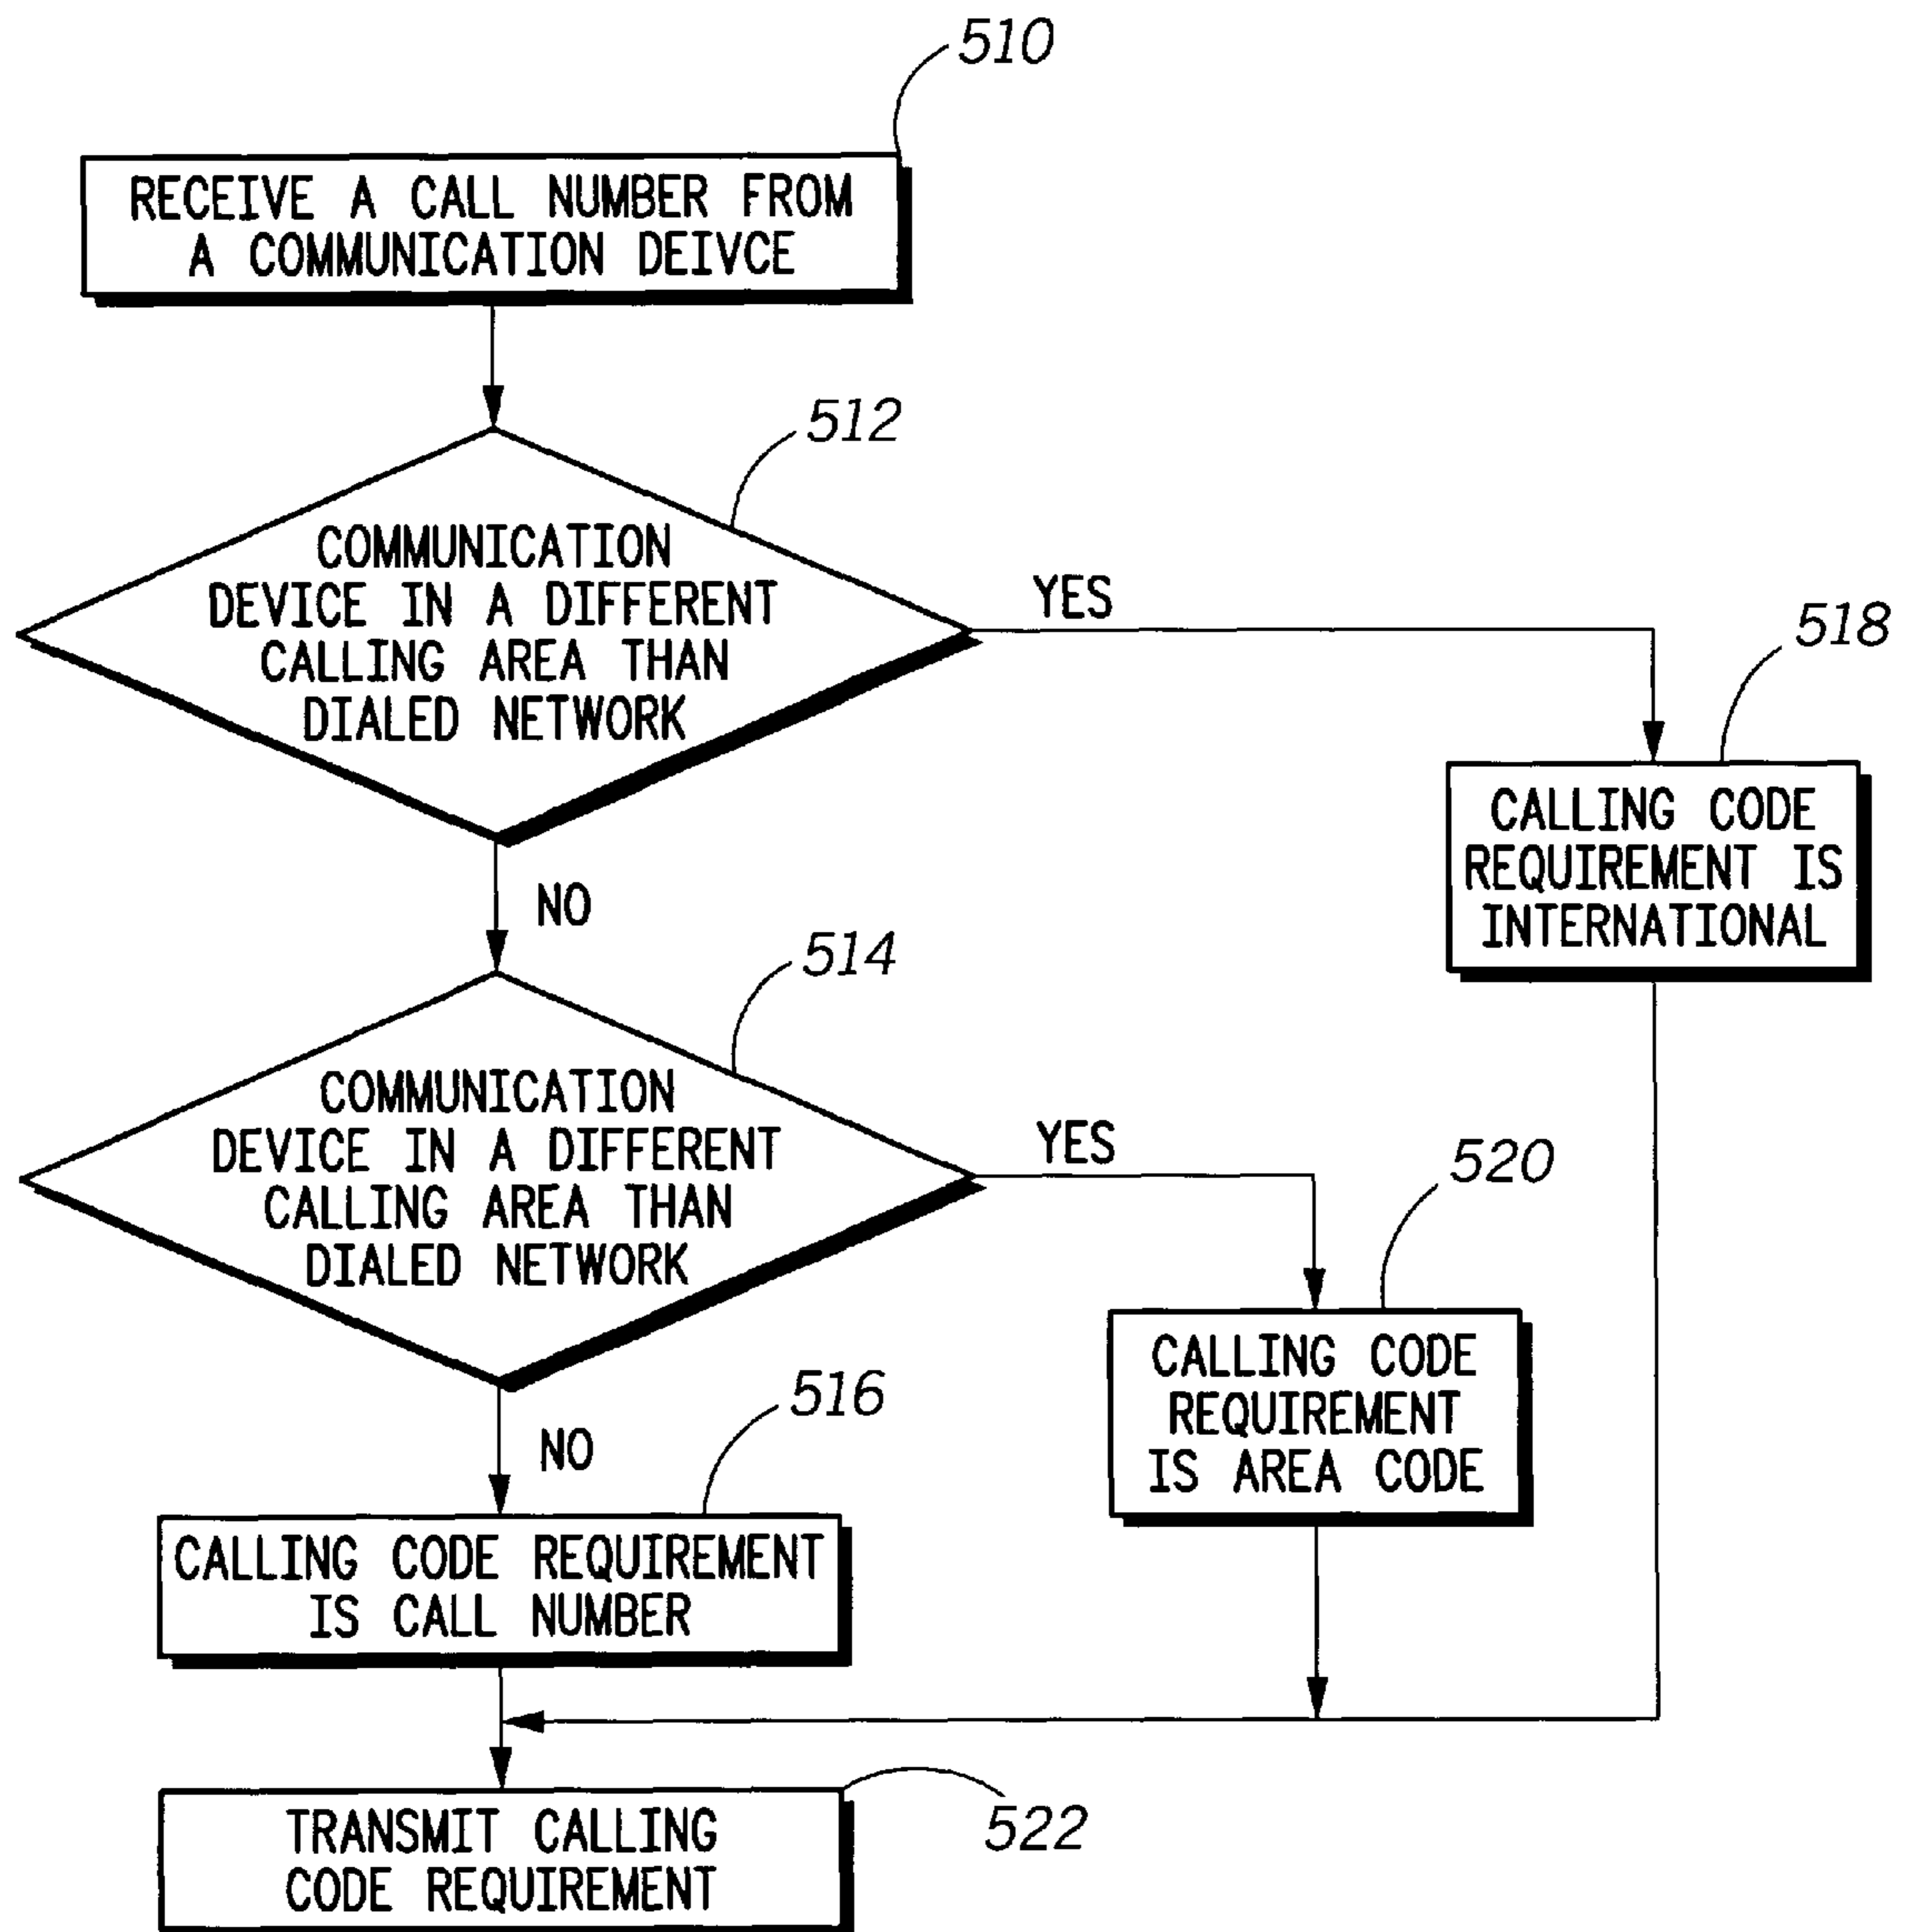 510
RECEIVE A CALL NUMBER FROM
A COMMUNICATION DEIVCE
512
COMMUNICATION
DEVICE IN A DIFFERENT
CALLING AREA THAN
DIALED NETWORK
YES
518
CALLING CODE
REQUIREMENT IS
INTERNATIONAL
NO
514
COMMUNICATION
DEVICE IN A DIFFERENT
CALLING AREA THAN
DIALED NETWORK
YES
520
CALLING CODE
REQUIREMENT
IS AREA CODE
NO
516
CALLING CODE REQUIREMENT
IS CALL NUMBER
522
TRANSMIT CALLING
CODE REQUIREMENT